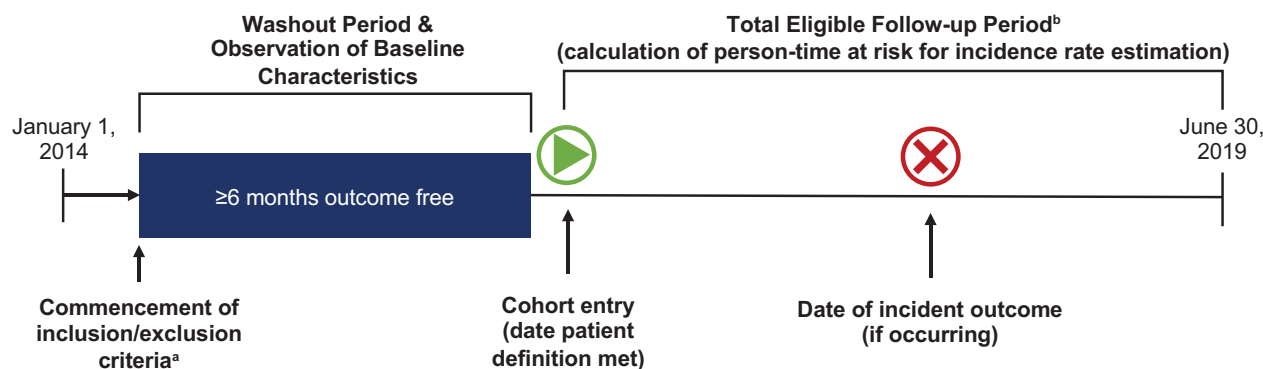 Washout Period &
Observation of Baseline
Characteristics
Total Eligible Follow-up Periodᵇ
(calculation of person-time at risk for incidence rate estimation)
January 1,
2014
June 30,
2019
≥6 months outcome free
Commencement of
inclusion/exclusion
criteriaᵃ
Cohort entry
(date patient
definition met)
Date of incident outcome
(if occurring)